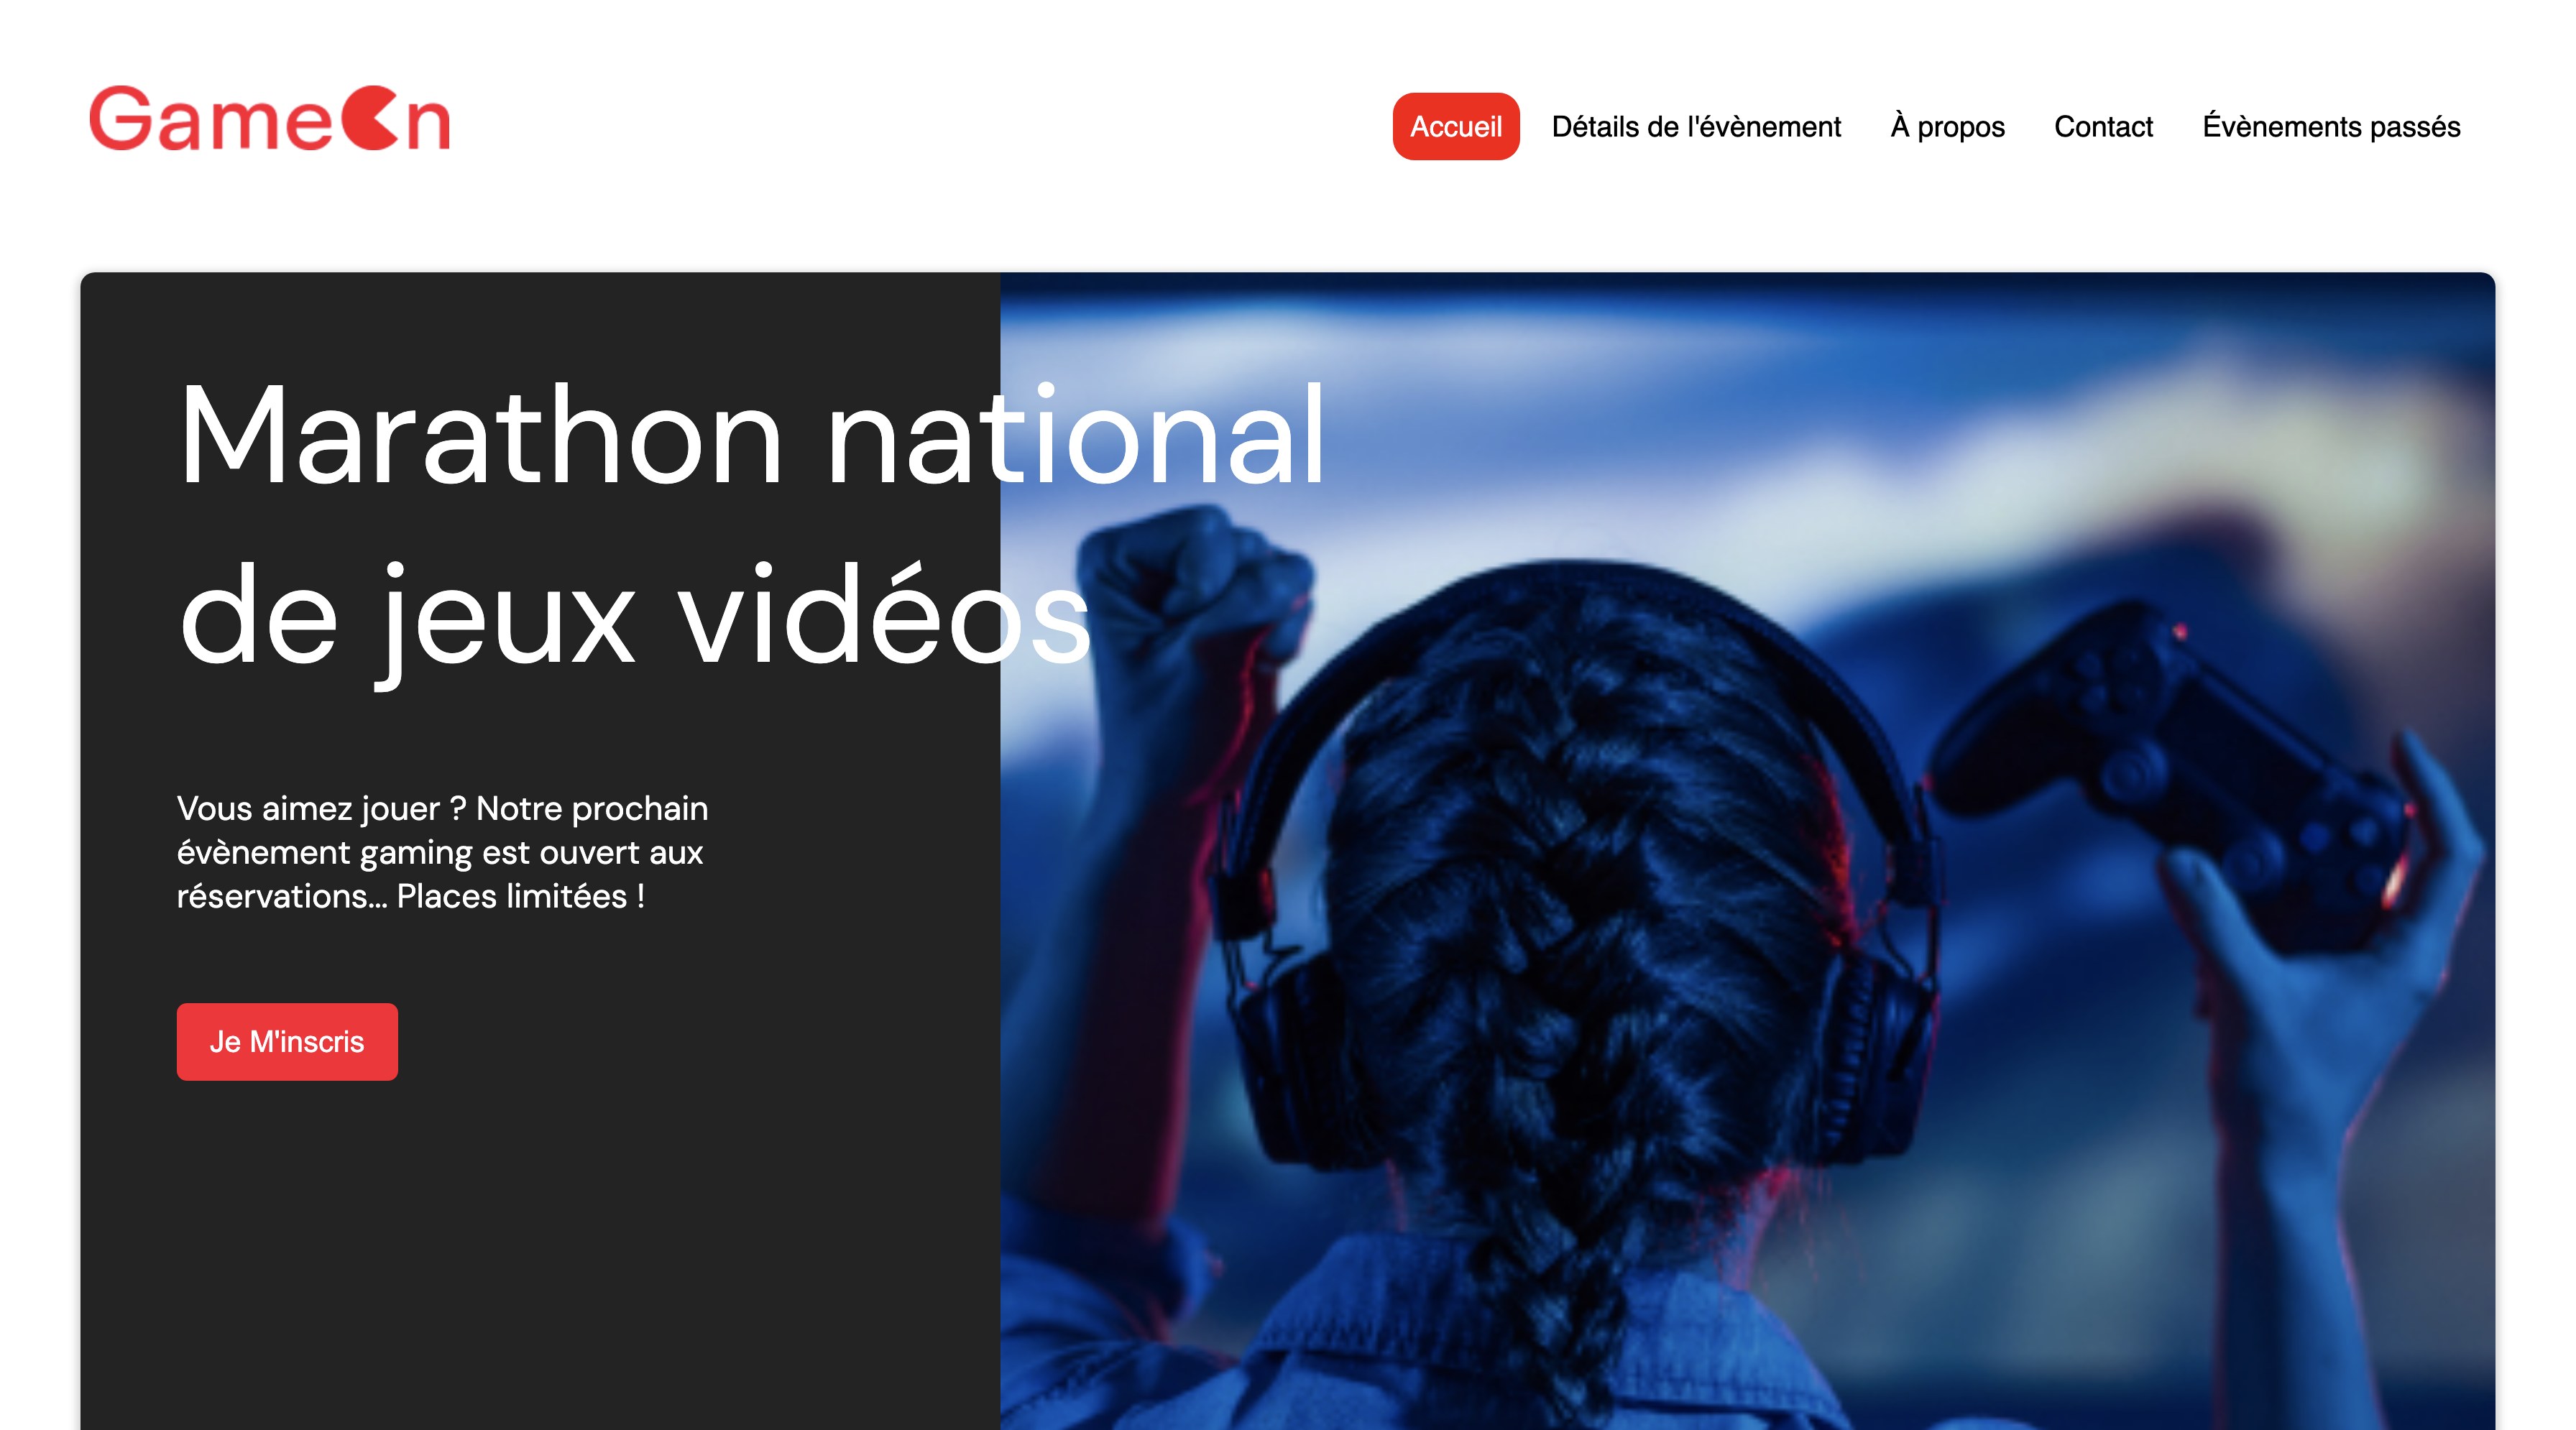 GameOn
Accueil Détails de l'évènement À propos Contact Évènements passés
Marathon national
de jeux vidéos
Vous aimez jouer ? Notre prochain
évènement gaming est ouvert aux
réservations... Places limitées !
Je M'inscris